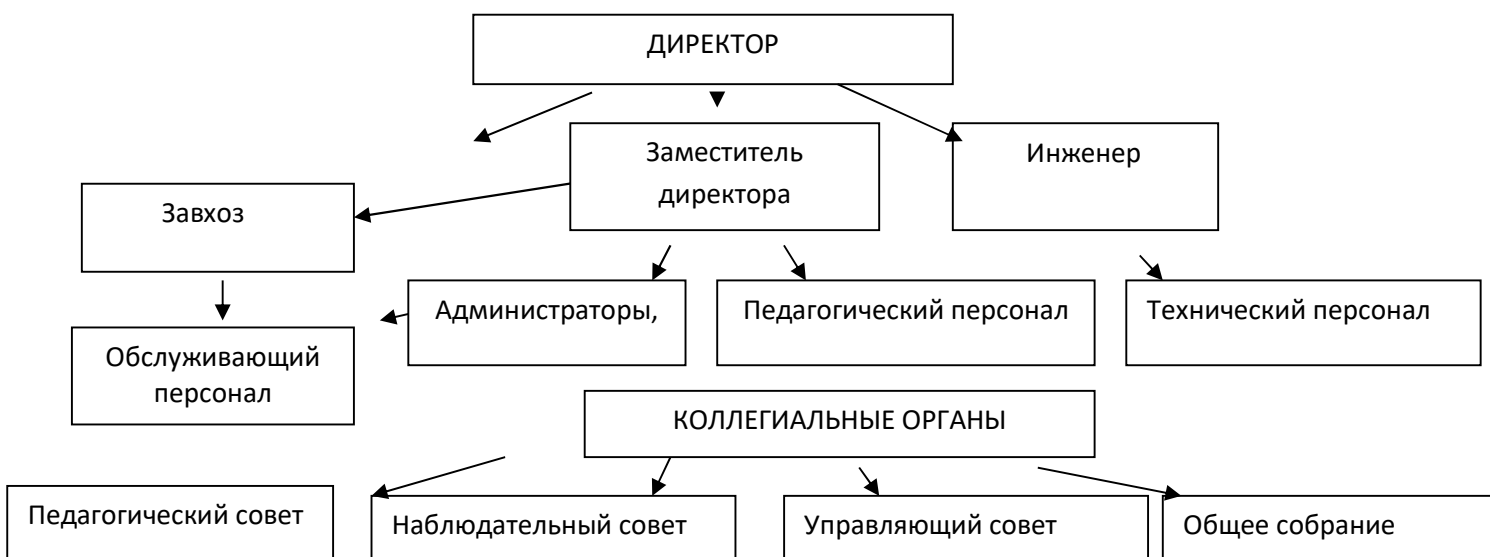 ДИРЕКТОР
Заместитель
директора
Инженер
Завхоз
Администраторы,
Педагогический персонал
Технический персонал
Обслуживающий
персонал
КОЛЛЕГИАЛЬНЫЕ ОРГАНЫ
Педагогический совет
Наблюдательный совет
Управляющий совет
Общее собрание